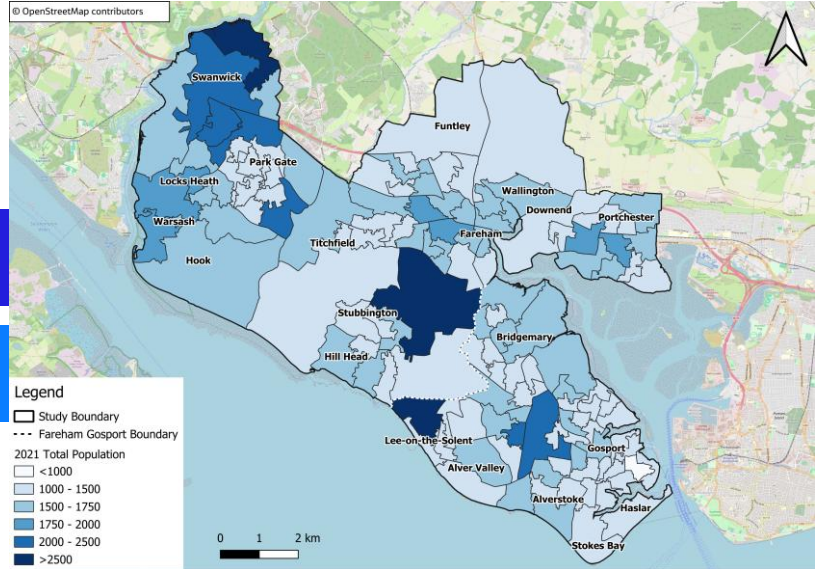 © OpenStreetMap contributors
Swanwick
Funtley
Park Gate
Locks Heath
Wallington
Downend
Portchester
Warsash
Fareham
Titchfield
Hook
Stubbington
Bridgemary
Hill Head
Legend
Study Boundary
Fareham Gosport Boundary
2021 Total Population
<1000
1000 - 1500
1500 - 1750
1750 - 2000
2000 - 2500
>2500
Lee-on-the-Solent
Gosport
Alver Valley
Alverstoke
Haslar
Stokes Bay
0 1 2 km